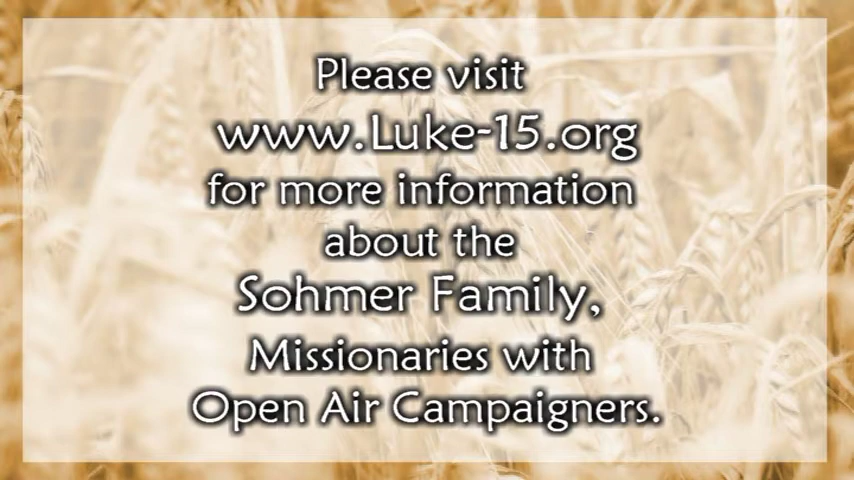 Please visit
www.Luke-15.org
for more information
about the
Sohmer Family,
Missionaries with
Open Air Campaigners.